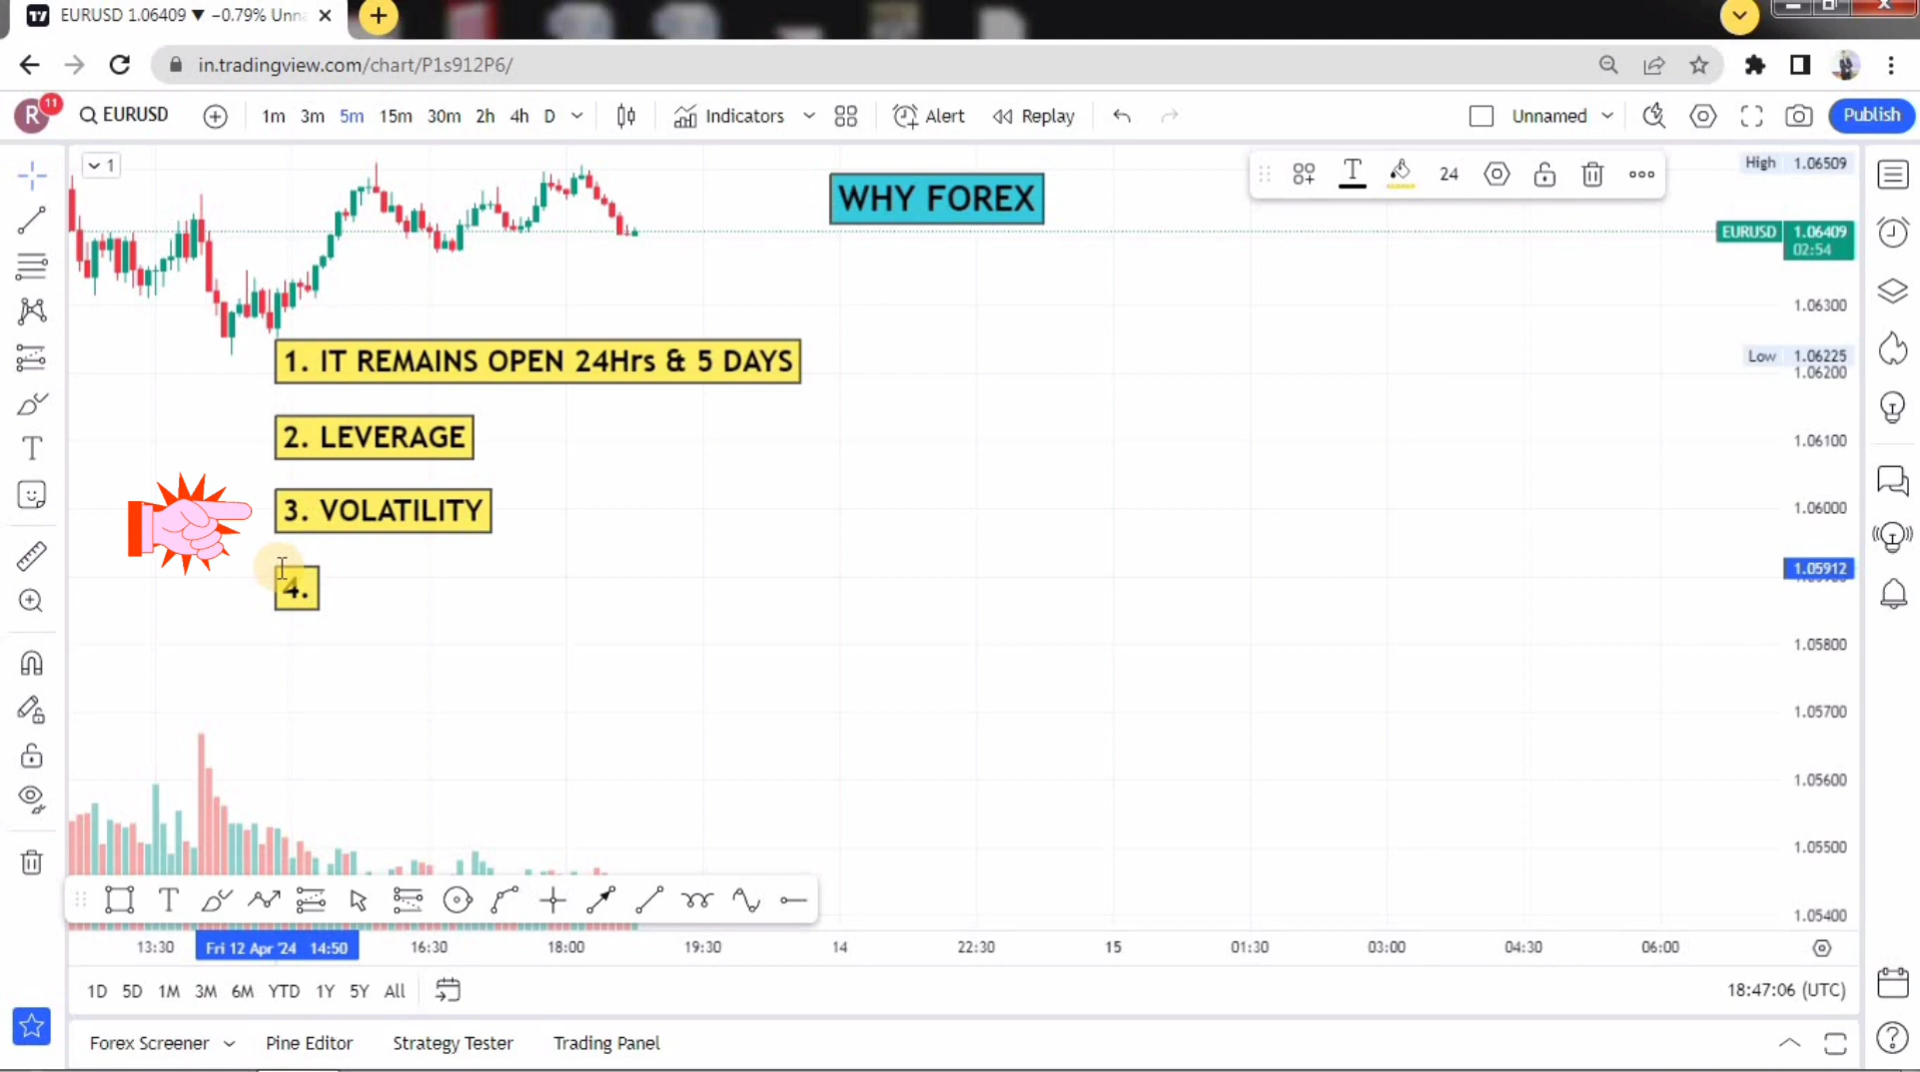 EURUSD 1.06409 ▼ −0.79% Unn
in.tradingview.com/chart/P1s912P6/
R 11 EURUSD 1m 3m 5m 15m 30m 2h 4h D Indicators Alert Replay Unnamed Publish
1
24
WHY FOREX
High 1.06509
EURUSD 1.06409
02:54
1.06300
Low 1.06225
1.06200
1. IT REMAINS OPEN 24Hrs & 5 DAYS
2. LEVERAGE
1.06100
3. VOLATILITY
1.06000
1.05912
4.
1.05800
1.05700
1.05600
1.05500
1.05400
13:30 Fri 12 Apr '24 14:50 16:30 18:00 19:30 14 22:30 15 01:30 03:00 04:30 06:00
1D 5D 1M 3M 6M YTD 1Y 5Y All 18:47:06 (UTC)
Forex Screener Pine Editor Strategy Tester Trading Panel